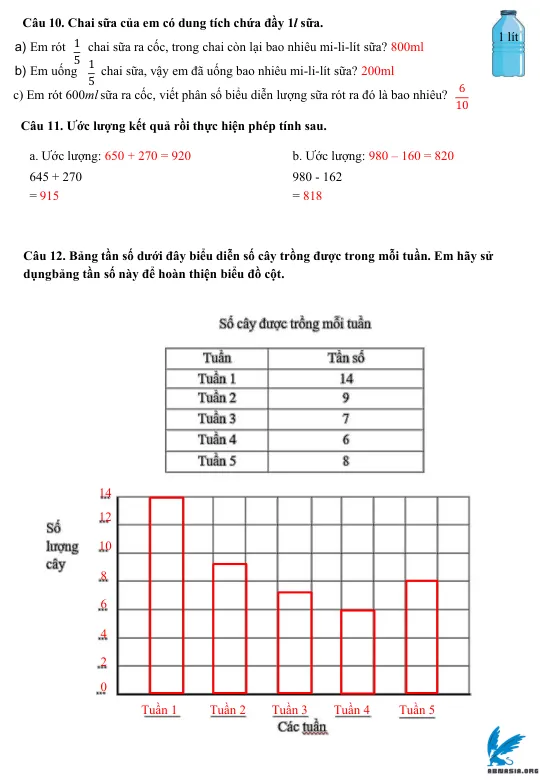 Câu 10. Chai sữa của em có dung tích chứa đầy 1l sữa.
1 lít
a) Em rót 1/5 chai sữa ra cốc, trong chai còn lại bao nhiêu mi-li-lít sữa? 800ml
b) Em uống 1/5 chai sữa, vậy em đã uống bao nhiêu mi-li-lít sữa? 200ml
c) Em rót 600ml sữa ra cốc, viết phân số biểu diễn lượng sữa rót ra đó là bao nhiêu? 6/10
Câu 11. Ước lượng kết quả rồi thực hiện phép tính sau.
a. Ước lượng: 650 + 270 = 920
b. Ước lượng: 980 – 160 = 820
645 + 270
980 - 162
= 915
= 818
Câu 12. Bảng tần số dưới đây biểu diễn số cây trồng được trong mỗi tuần. Em hãy sử
dụngbảng tần số này để hoàn thiện biểu đồ cột.
Số cây được trồng mỗi tuần
Tuần Tần số
Tuần 1 14
Tuần 2 9
Tuần 3 7
Tuần 4 6
Tuần 5 8
Số
lượng
cây
14
12
10
8
6
4
2
0
Tuần 1 Tuần 2 Tuần 3 Tuần 4 Tuần 5
Các tuần
AUNASIA.ORG